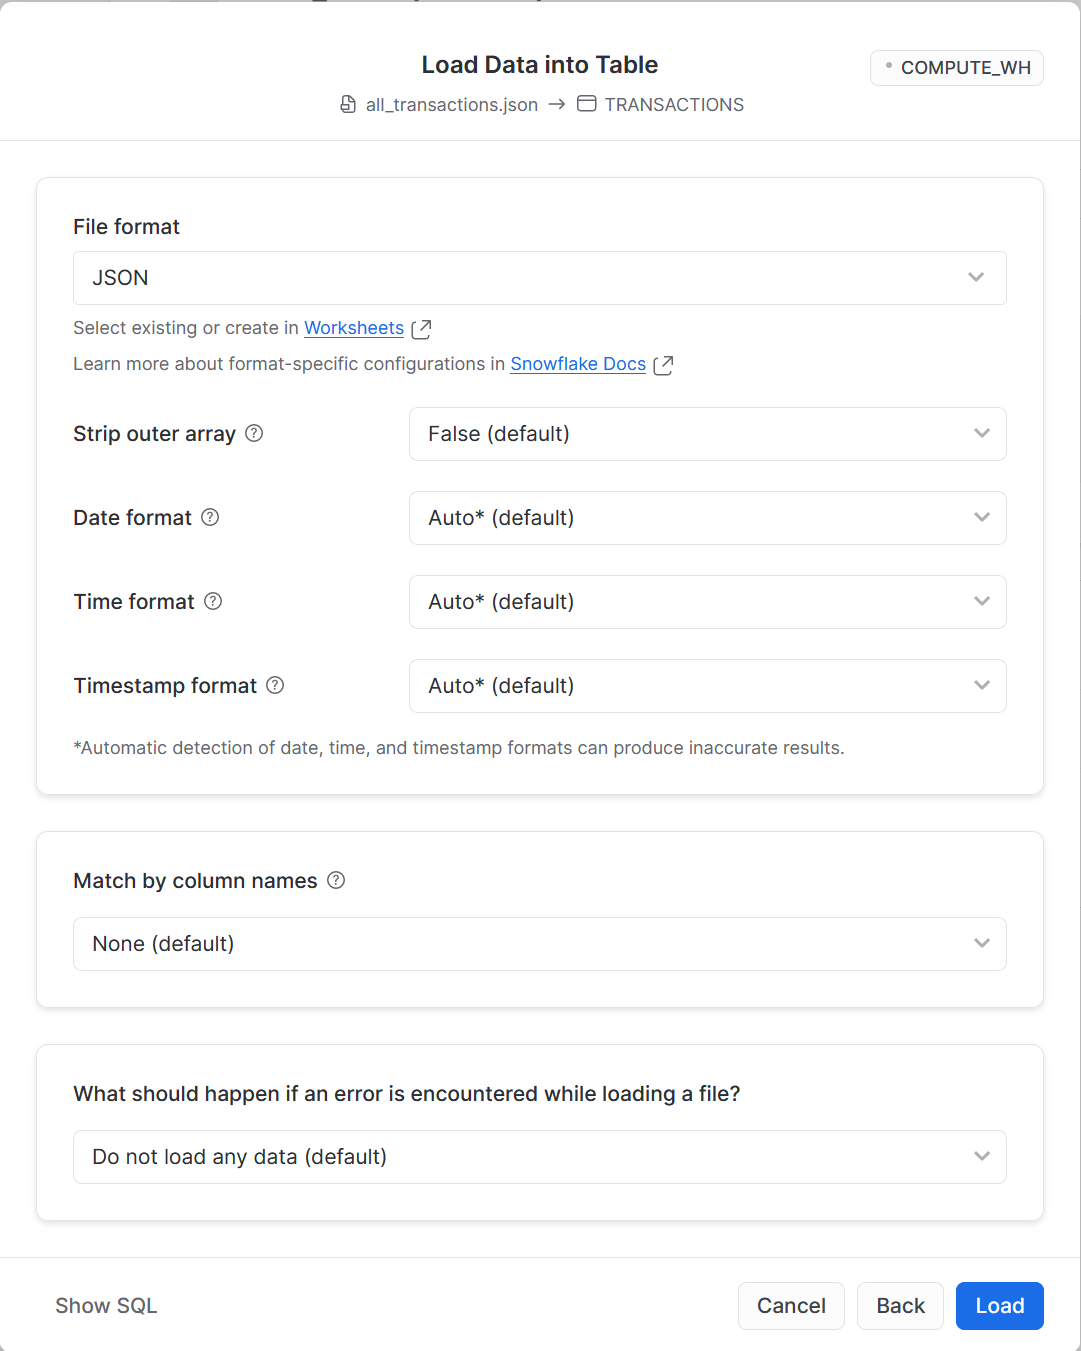 Load Data into Table
COMPUTE_WH
all_transactions.json → TRANSACTIONS
File format
JSON
Select existing or create in Worksheets
Learn more about format-specific configurations in Snowflake Docs
Strip outer array
False (default)
Date format
Auto* (default)
Time format
Auto* (default)
Timestamp format
Auto* (default)
*Automatic detection of date, time, and timestamp formats can produce inaccurate results.
Match by column names
None (default)
What should happen if an error is encountered while loading a file?
Do not load any data (default)
Show SQL
Cancel
Back
Load